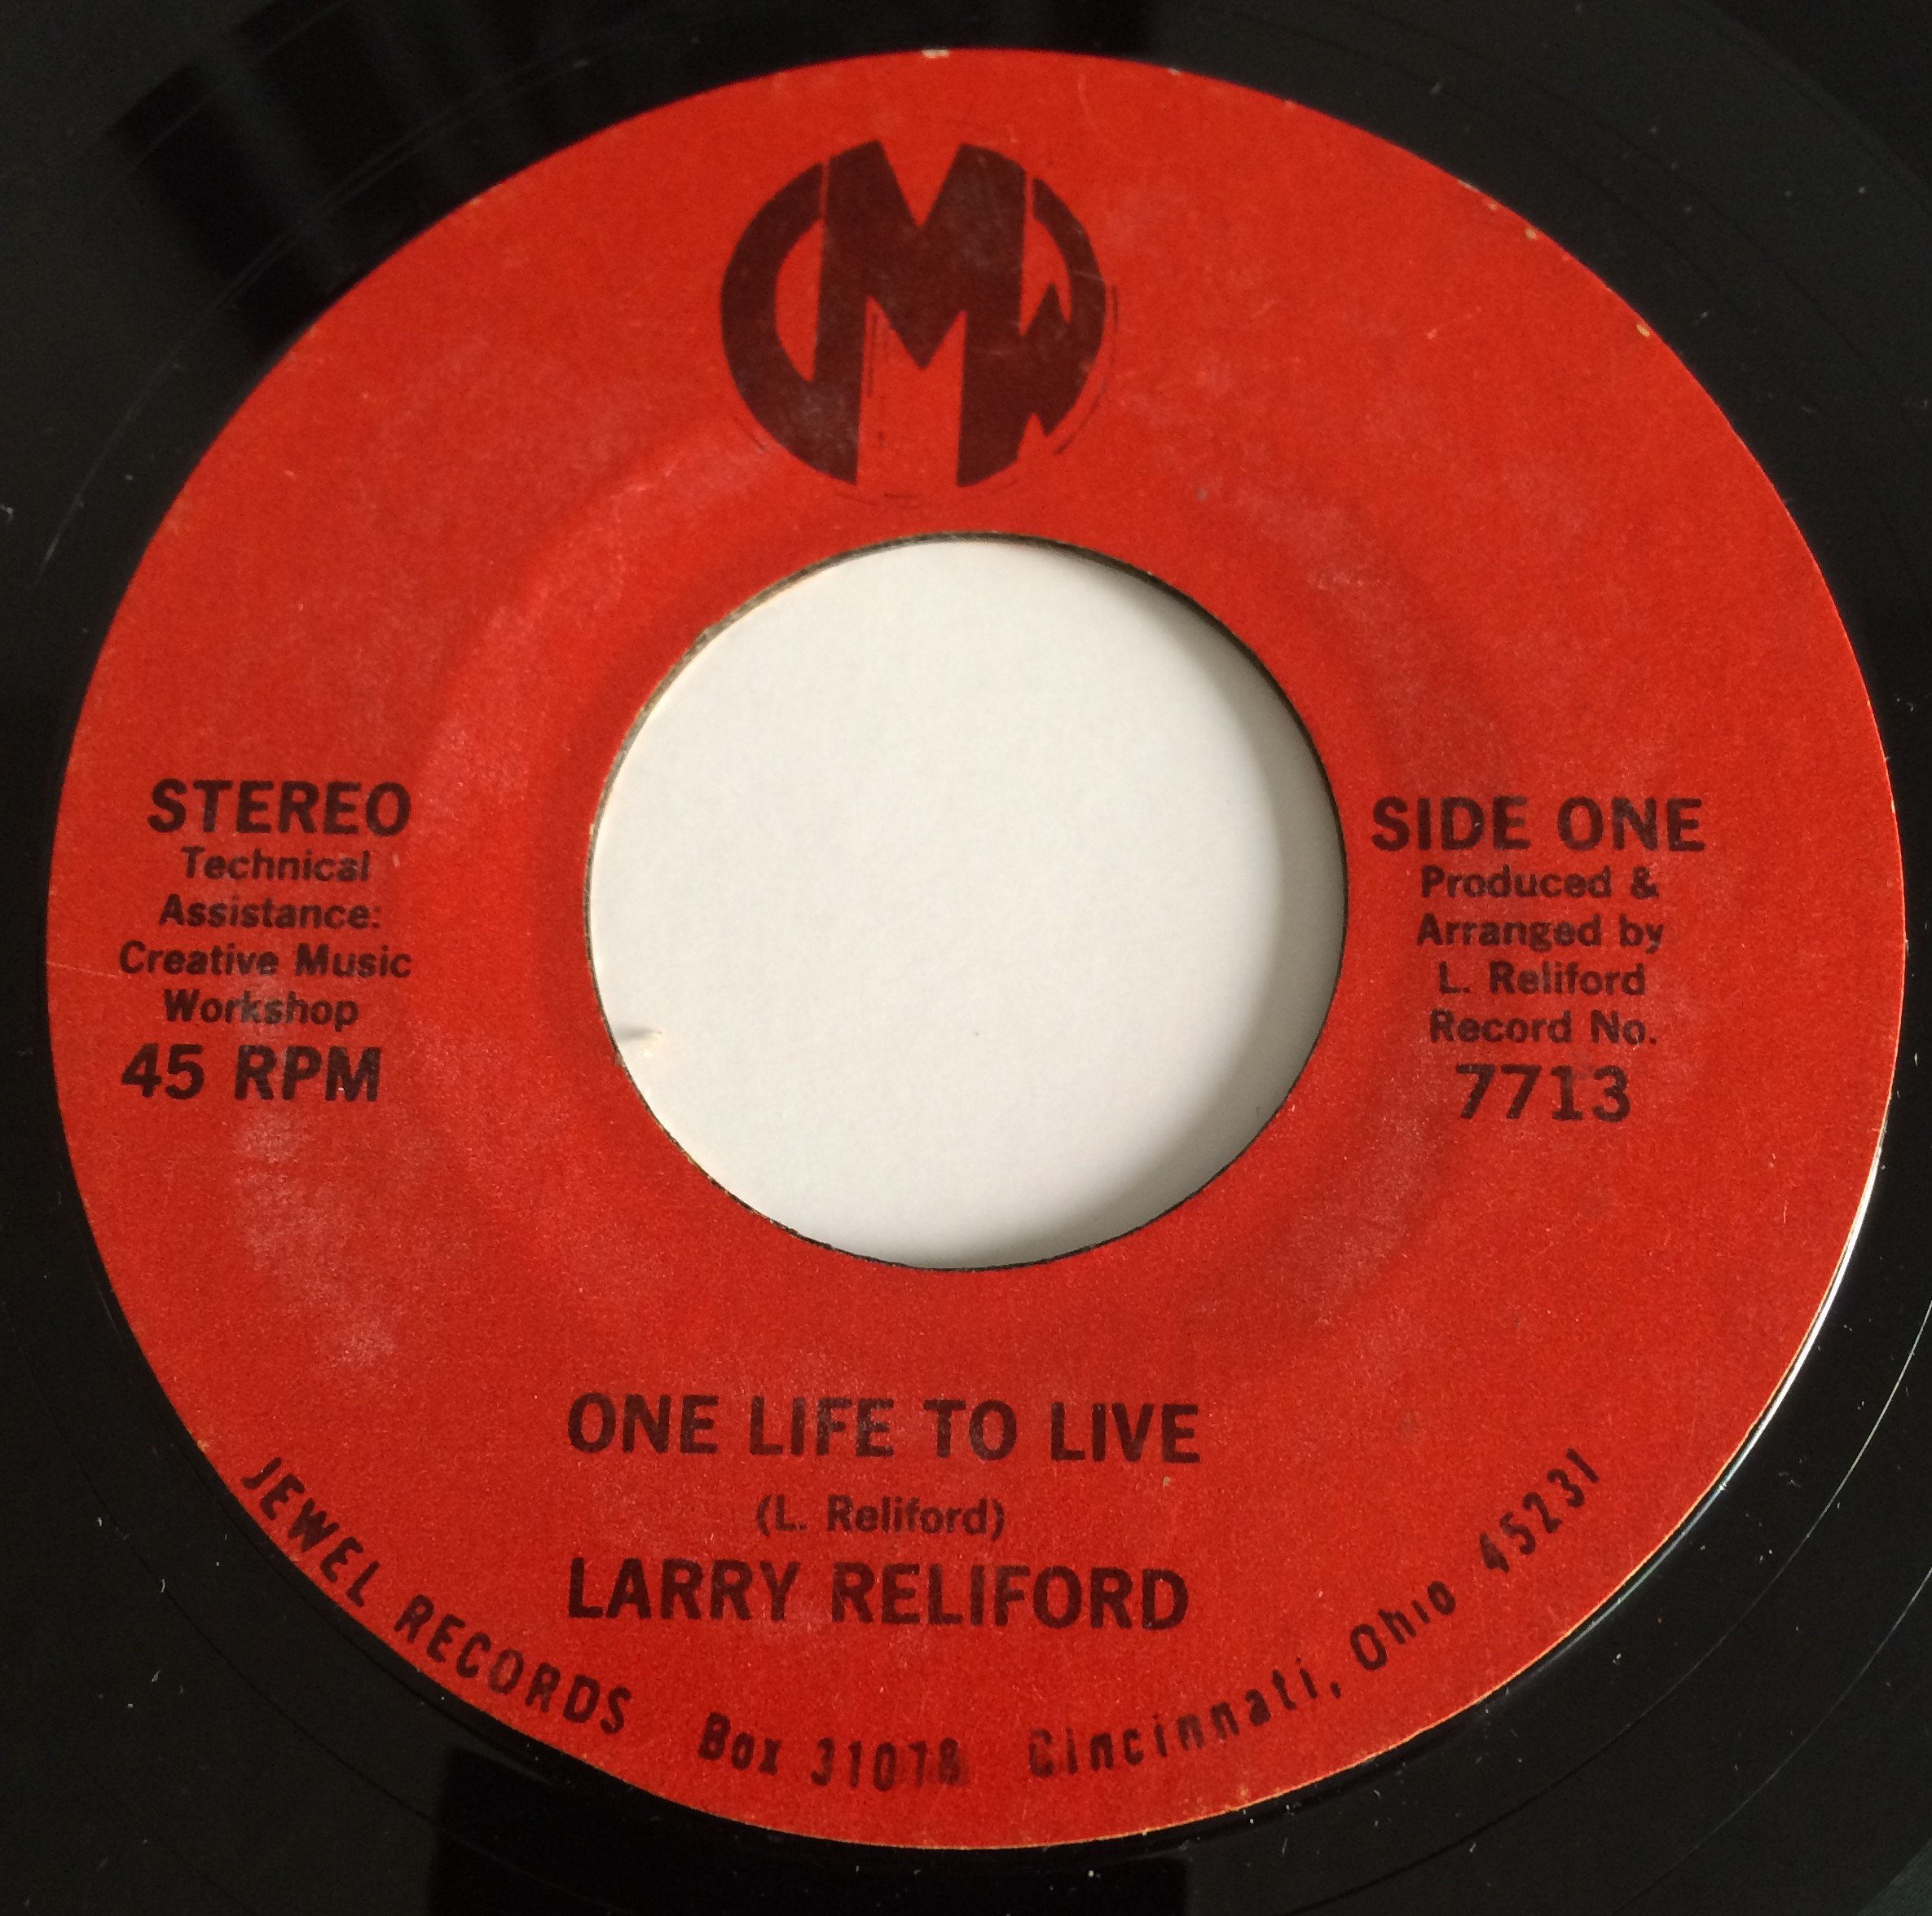 CMW
STEREO
Technical
Assistance:
Creative Music
Workshop
45 RPM
SIDE ONE
Produced &
Arranged by
L. Reliford
Record No.
7713
ONE LIFE TO LIVE
(L. Reliford)
LARRY RELIFORD
JEWEL RECORDS Box 31078 Cincinnati, Ohio 45231